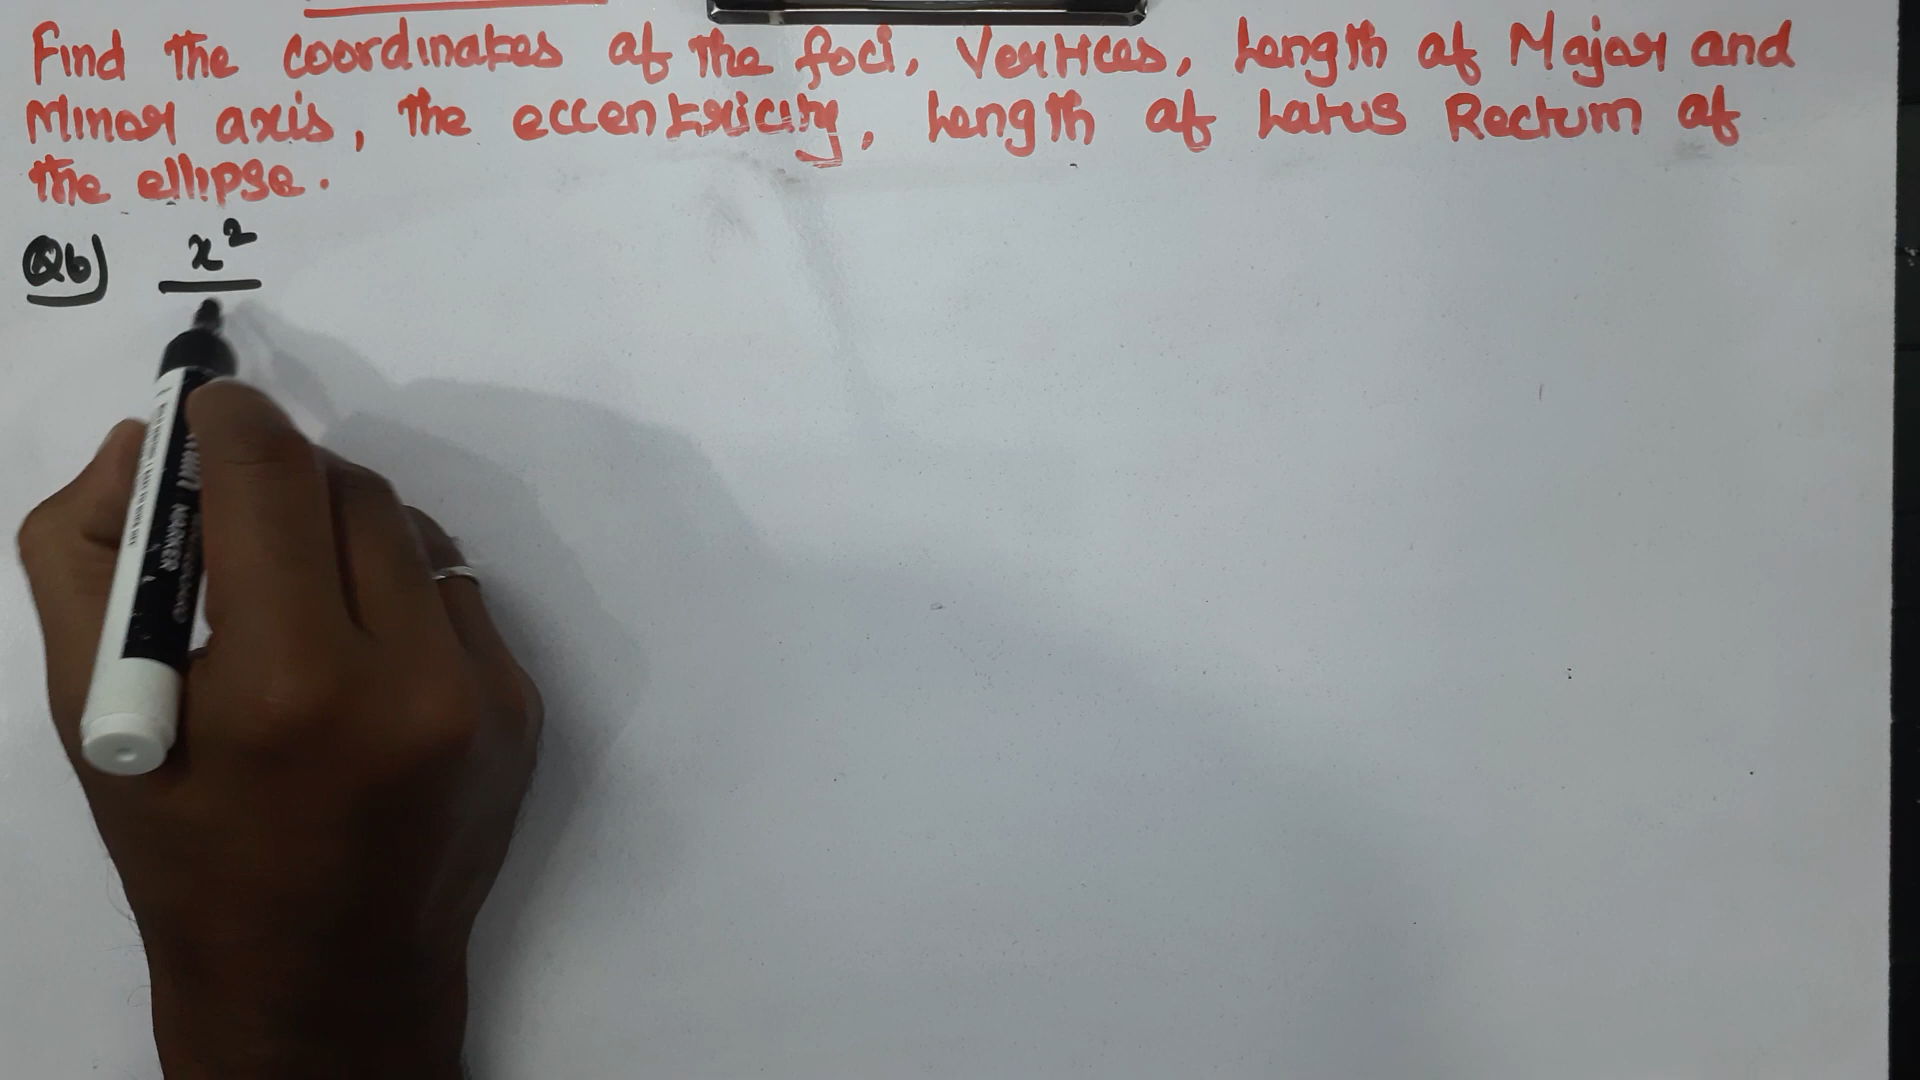 Find the coordinates of the foci, Vertices, Length of Major and
Minor axis, the eccentricity, Length of Latus Rectum of
the ellipse.
Q6) x²
MARKER